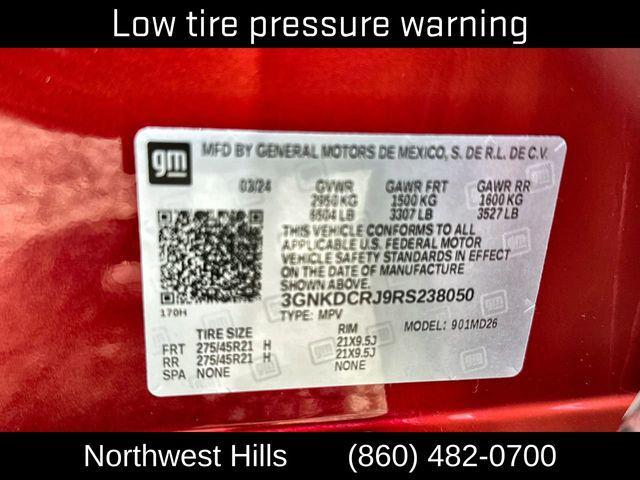 Low tire pressure warning
gm MFD BY GENERAL MOTORS DE MEXICO, S. DE R.L. DE C.V.
03/24 GVWR GAWR FRT GAWR RR
2950 KG 1500 KG 1600 KG
6504 LB 3307 LB 3527 LB
THIS VEHICLE CONFORMS TO ALL
APPLICABLE U.S. FEDERAL MOTOR
VEHICLE SAFETY STANDARDS IN EFFECT
ON THE DATE OF MANUFACTURE
SHOWN ABOVE.
3GNKDCRJ9RS238050
170H TYPE: MPV MODEL: 901MD26
TIRE SIZE RIM
FRT 275/45R21 H 21X9.5J
RR 275/45R21 H 21X9.5J
SPA NONE NONE
Northwest Hills (860) 482-0700